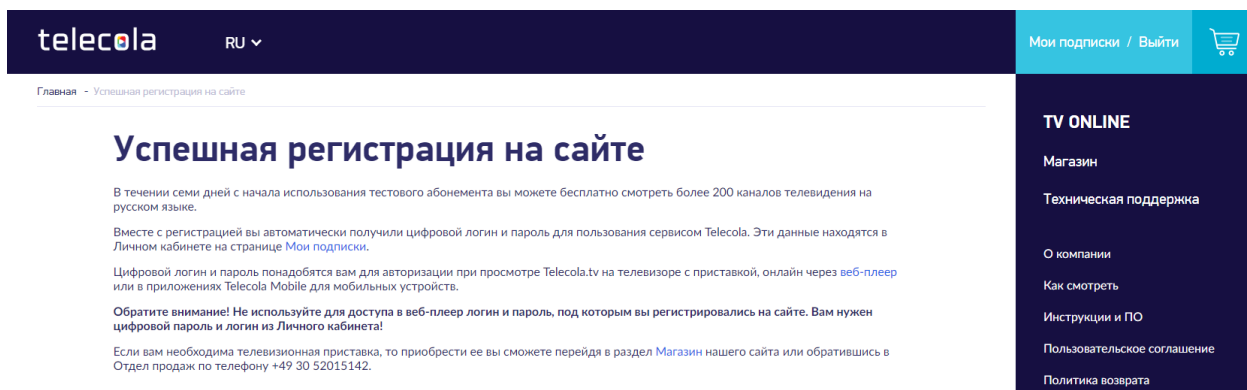 telecola
RU
Мои подписки / Выйти
Главная - Успешная регистрация на сайте
Успешная регистрация на сайте
В течении семи дней с начала использования тестового абонемента вы можете бесплатно смотреть более 200 каналов телевидения на
русском языке.
Вместе с регистрацией вы автоматически получили цифровой логин и пароль для пользования сервисом Telecola. Эти данные находятся в
Личном кабинете на странице Мои подписки.
Цифровой логин и пароль понадобятся вам для авторизации при просмотре Telecola.tv на телевизоре с приставкой, онлайн через веб-плеер
или в приложениях Telecola Mobile для мобильных устройств.
Обратите внимание! Не используйте для доступа в веб-плеер логин и пароль, под которым вы регистрировались на сайте. Вам нужен
цифровой пароль и логин из Личного кабинета!
Если вам необходима телевизионная приставка, то приобрести ее вы сможете перейдя в раздел Магазин нашего сайта или обратившись в
Отдел продаж по телефону +49 30 52015142.
TV ONLINE
Магазин
Техническая поддержка
О компании
Как смотреть
Инструкции и ПО
Пользовательское соглашение
Политика возврата